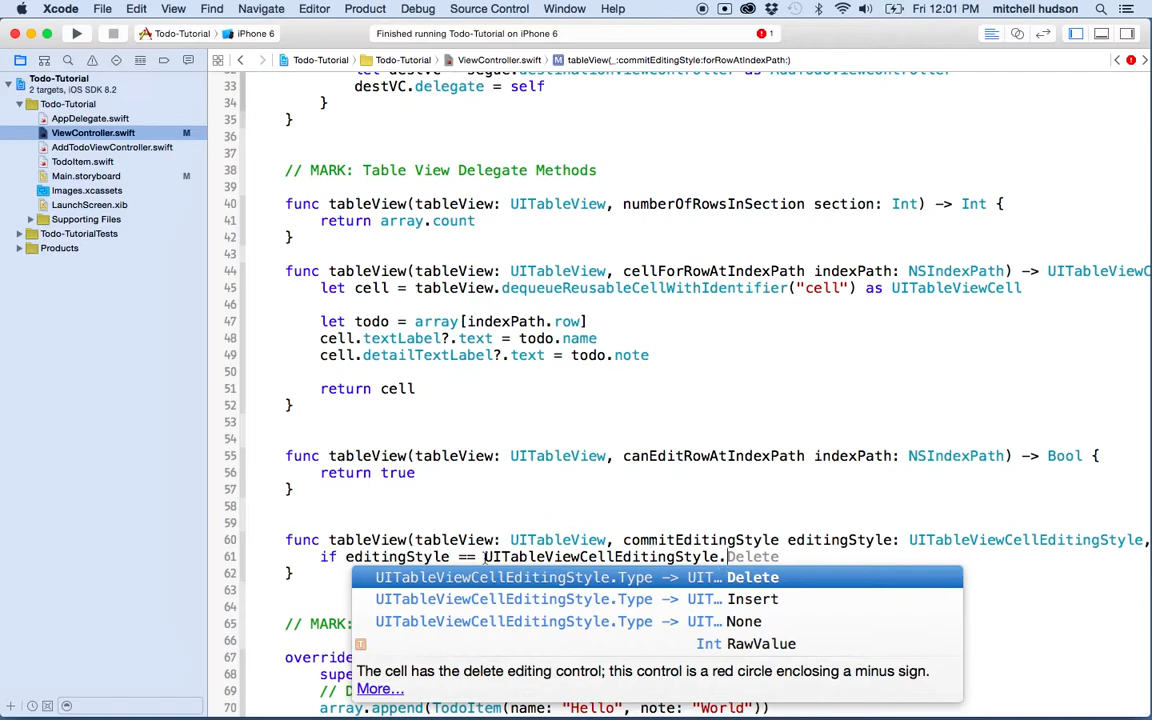 Xcode File Edit View Find Navigate Editor Product Debug Source Control Window Help Fri 12:01 PM mitchell hudson
Todo-Tutorial iPhone 6 Finished running Todo-Tutorial on iPhone 6 1
Todo-Tutorial Todo-Tutorial ViewController.swift M tableView(_:commitEditingStyle:forRowAtIndexPath:)
Todo-Tutorial
2 targets, iOS SDK 8.2
Todo-Tutorial
AppDelegate.swift
ViewController.swift M
AddTodoViewController.swift
TodoItem.swift
Main.storyboard M
Images.xcassets
LaunchScreen.xib
Supporting Files
Todo-TutorialTests
Products
33 destVC.delegate = self
34 }
35 }
36
37
38 // MARK: Table View Delegate Methods
39
40 func tableView(tableView: UITableView, numberOfRowsInSection section: Int) -> Int {
41 return array.count
42 }
43
44 func tableView(tableView: UITableView, cellForRowAtIndexPath indexPath: NSIndexPath) -> UITableViewC
45 let cell = tableView.dequeueReusableCellWithIdentifier("cell") as UITableViewCell
46
47 let todo = array[indexPath.row]
48 cell.textLabel?.text = todo.name
49 cell.detailTextLabel?.text = todo.note
50
51 return cell
52 }
53
54
55 func tableView(tableView: UITableView, canEditRowAtIndexPath indexPath: NSIndexPath) -> Bool {
56 return true
57 }
58
59
60 func tableView(tableView: UITableView, commitEditingStyle editingStyle: UITableViewCellEditingStyle,
61 if editingStyle == UITableViewCellEditingStyle.Delete
62 }
UITableViewCellEditingStyle.Type -> UIT... Delete
63
UITableViewCellEditingStyle.Type -> UIT... Insert
64
UITableViewCellEditingStyle.Type -> UIT... None
65 // MARK:
66
Int RawValue
67 override
The cell has the delete editing control; this control is a red circle enclosing a minus sign.
68 supe
69 // D
More...
70 array.append(TodoItem(name: "Hello", note: "World"))